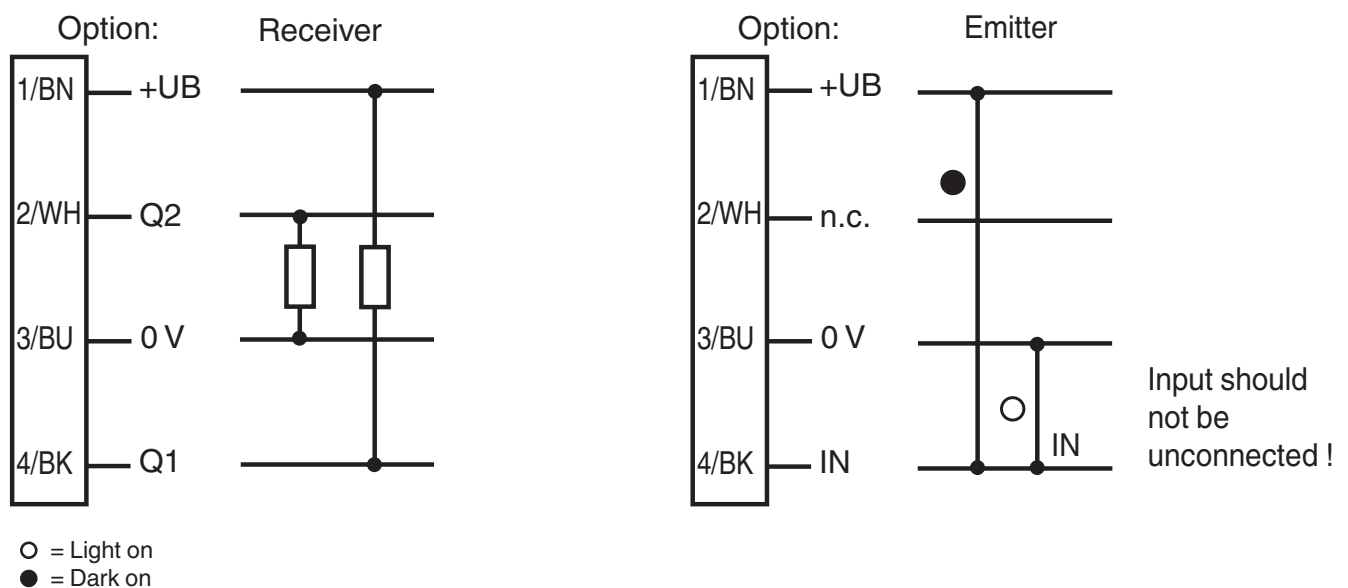 Option: Receiver
1/BN +UB
2/WH Q2
3/BU 0 V
4/BK Q1
Option: Emitter
1/BN +UB
2/WH n.c.
3/BU 0 V
4/BK IN
IN
Input should
not be
unconnected !
= Light on
= Dark on